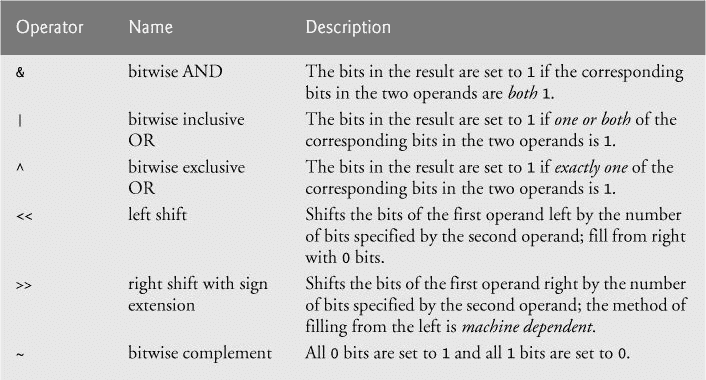 Operator Name Description
& bitwise AND The bits in the result are set to 1 if the corresponding
bits in the two operands are both 1.
| bitwise inclusive The bits in the result are set to 1 if one or both of the
OR corresponding bits in the two operands is 1.
^ bitwise exclusive The bits in the result are set to 1 if exactly one of the
OR corresponding bits in the two operands is 1.
<< left shift Shifts the bits of the first operand left by the number
of bits specified by the second operand; fill from right
with 0 bits.
>> right shift with sign Shifts the bits of the first operand right by the number
extension of bits specified by the second operand; the method of
filling from the left is machine dependent.
~ bitwise complement All 0 bits are set to 1 and all 1 bits are set to 0.